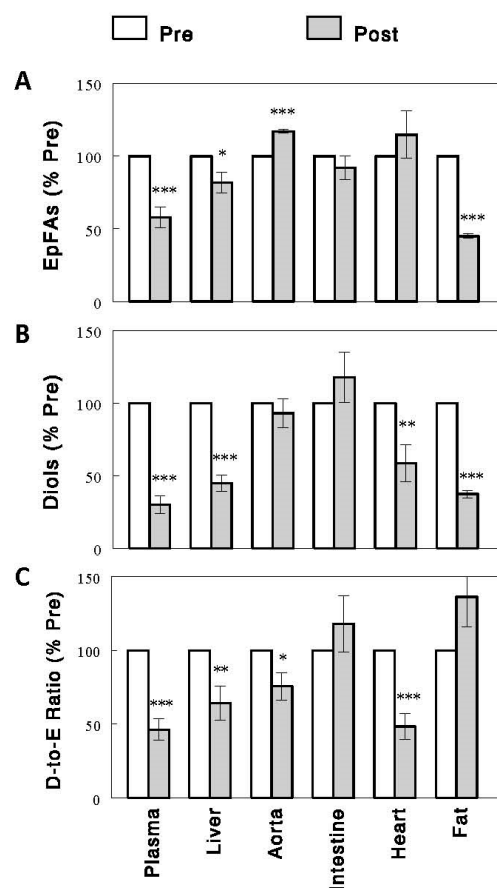 Pre Post
A
EpFAs (% Pre)
150
100
50
0
***
*
***
***
B
Diols (% Pre)
150
100
50
0
***
***
**
***
C
D-to-E Ratio (% Pre)
150
100
50
0
***
**
*
***
Plasma
Liver
Aorta
Intestine
Heart
Fat